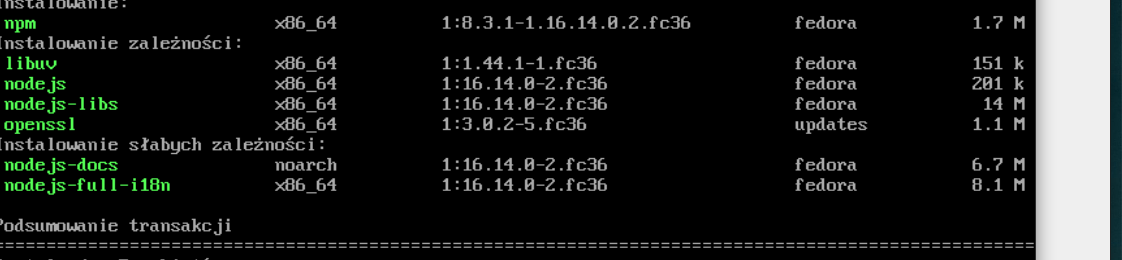 Instalowanie:
npm x86_64 1:8.3.1-1.16.14.0.2.fc36 fedora 1.7 M
Instalowanie zależności:
libuv x86_64 1:1.44.1-1.fc36 fedora 151 k
nodejs x86_64 1:16.14.0-2.fc36 fedora 201 k
nodejs-libs x86_64 1:16.14.0-2.fc36 fedora 14 M
openssl x86_64 1:3.0.2-5.fc36 updates 1.1 M
Instalowanie słabych zależności:
nodejs-docs noarch 1:16.14.0-2.fc36 fedora 6.7 M
nodejs-full-i18n x86_64 1:16.14.0-2.fc36 fedora 8.1 M
Podsumowanie transakcji